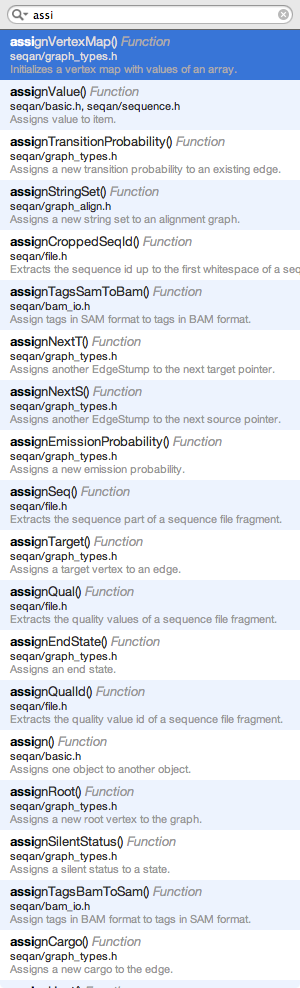 assi
assignVertexMap() Function
seqan/graph_types.h
Initializes a vertex map with values of an array.
assignValue() Function
seqan/basic.h, seqan/sequence.h
Assigns value to item.
assignTransitionProbability() Function
seqan/graph_types.h
Assigns a new transition probability to an existing edge.
assignStringSet() Function
seqan/graph_align.h
Assigns a new string set to an alignment graph.
assignCroppedSeqId() Function
seqan/file.h
Extracts the sequence id up to the first whitespace of a seq
assignTagsSamToBam() Function
seqan/bam_io.h
Assign tags in SAM format to tags in BAM format.
assignNextT() Function
seqan/graph_types.h
Assigns another EdgeStump to the next target pointer.
assignNextS() Function
seqan/graph_types.h
Assigns another EdgeStump to the next source pointer.
assignEmissionProbability() Function
seqan/graph_types.h
Assigns a new emission probability.
assignSeq() Function
seqan/file.h
Extracts the sequence part of a sequence file fragment.
assignTarget() Function
seqan/graph_types.h
Assigns a target vertex to an edge.
assignQual() Function
seqan/file.h
Extracts the quality values of a sequence file fragment.
assignEndState() Function
seqan/graph_types.h
Assigns an end state.
assignQualId() Function
seqan/file.h
Extracts the quality value id of a sequence file fragment.
assign() Function
seqan/basic.h
Assigns one object to another object.
assignRoot() Function
seqan/graph_types.h
Assigns a new root vertex to the graph.
assignSilentStatus() Function
seqan/graph_types.h
Assigns a silent status to a state.
assignTagsBamToSam() Function
seqan/bam_io.h
Assign tags in BAM format to tags in SAM format.
assignCargo() Function
seqan/graph_types.h
Assigns a new cargo to the edge.